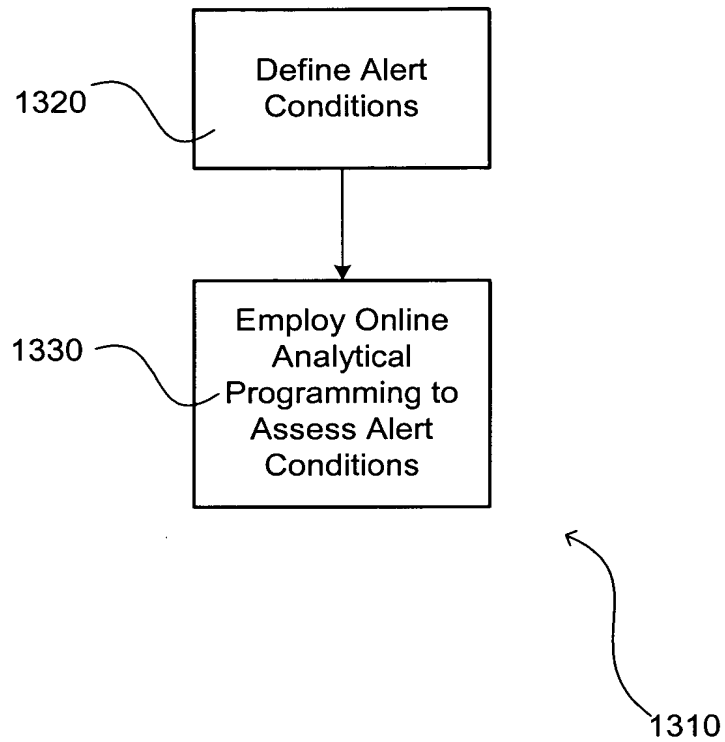 Define Alert
Conditions
1320
Employ Online
Analytical
Programming to
Assess Alert
Conditions
1330
1310